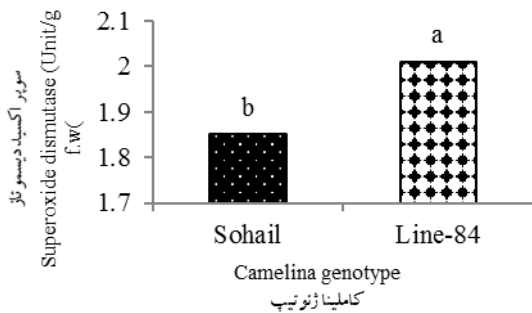 سوپر اکسید دیسموتاز
Superoxide dismutase (Unit/g
f.w(
2.1
2
1.9
1.8
1.7
b
a
Sohail
Line-84
Camelina genotype
کاملینا ژنوتیپ